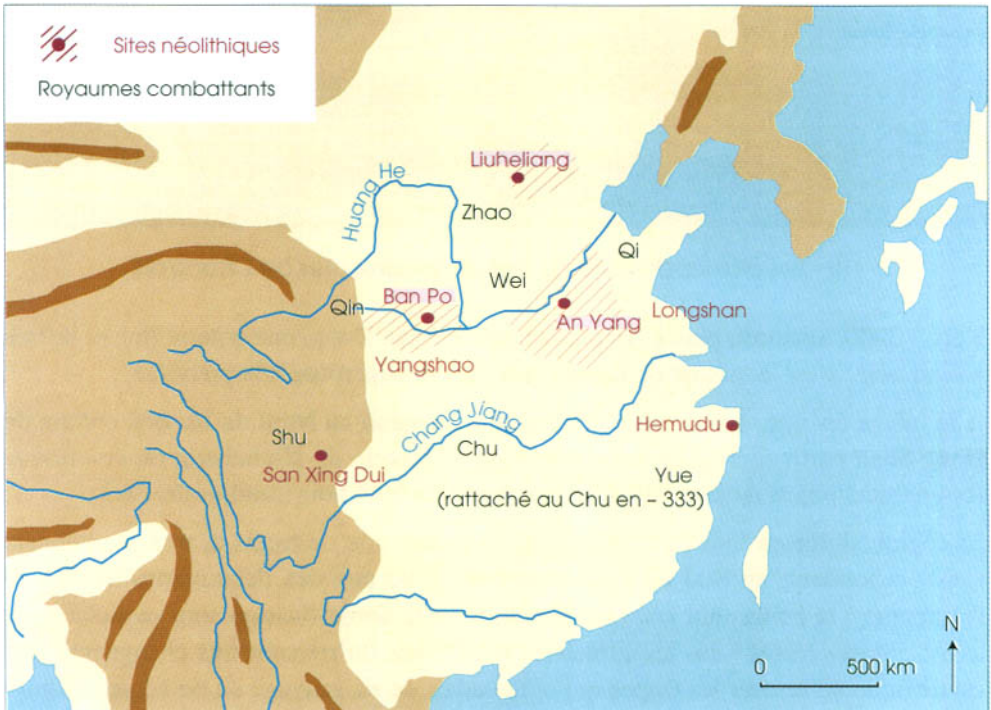 Sites néolithiques
Royaumes combattants
Liuheliang
Huang He
Zhao
Qi
Wei
Ban Po
Qin
An Yang
Longshan
Yangshao
Chang Jiang
Hemudu
Shu
Chu
San Xing Dui
Yue
(rattaché au Chu en – 333)
N
0 500 km